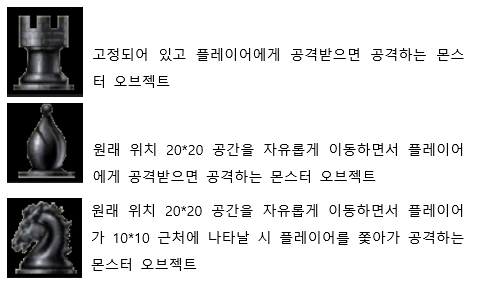 고정되어 있고 플레이어에게 공격받으면 공격하는 몬스
터 오브젝트
원래 위치 20*20 공간을 자유롭게 이동하면서 플레이어
에게 공격받으면 공격하는 몬스터 오브젝트
원래 위치 20*20 공간을 자유롭게 이동하면서 플레이어
가 10*10 근처에 나타날 시 플레이어를 쫓아가 공격하는
몬스터 오브젝트